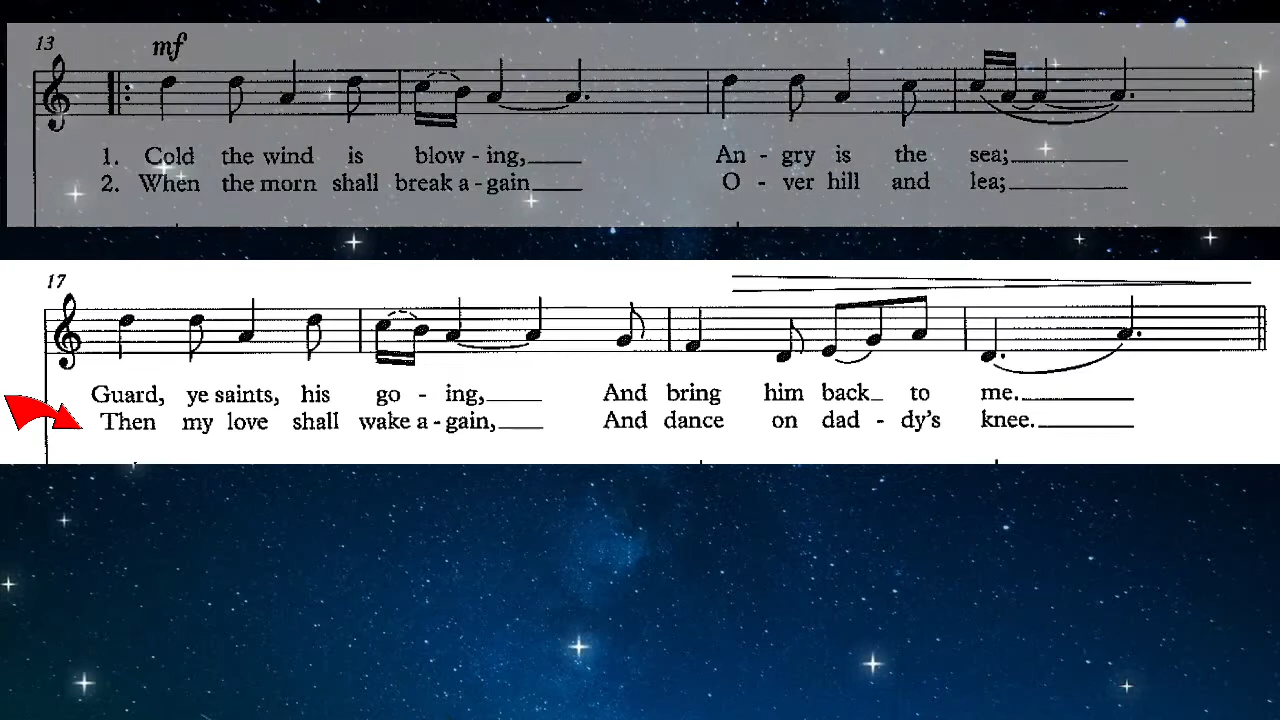 13
mf
1. Cold the wind is blow - ing, An - gry is the sea;
2. When the morn shall break a - gain O - ver hill and lea;
17
Guard, ye saints, his go - ing, And bring him back to me.
Then my love shall wake a - gain, And dance on dad - dy's knee.